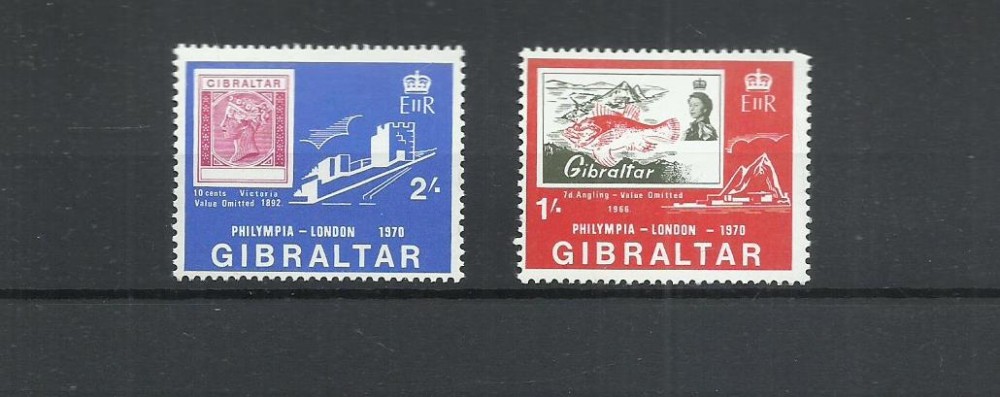 GIBRALTAR
EIIR
10 cents Victoria
Value Omitted 1892.
2/-
PHILYMPIA – LONDON 1970
GIBRALTAR
EIIR
Gibraltar
7d Angling – Value Omitted
1966
1/-
PHILYMPIA – LONDON – 1970
GIBRALTAR